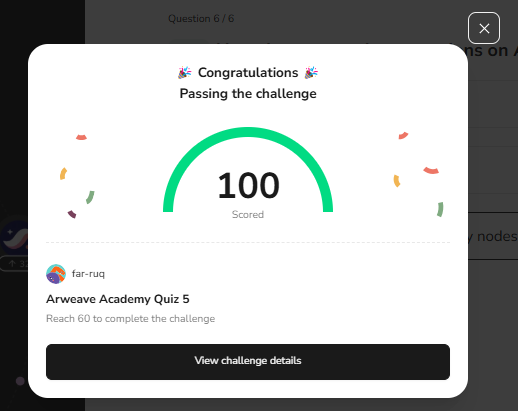 Question 6 / 6
ns on A
Congratulations
Passing the challenge
100
Scored
y nodes
far-ruq
Arweave Academy Quiz 5
Reach 60 to complete the challenge
View challenge details